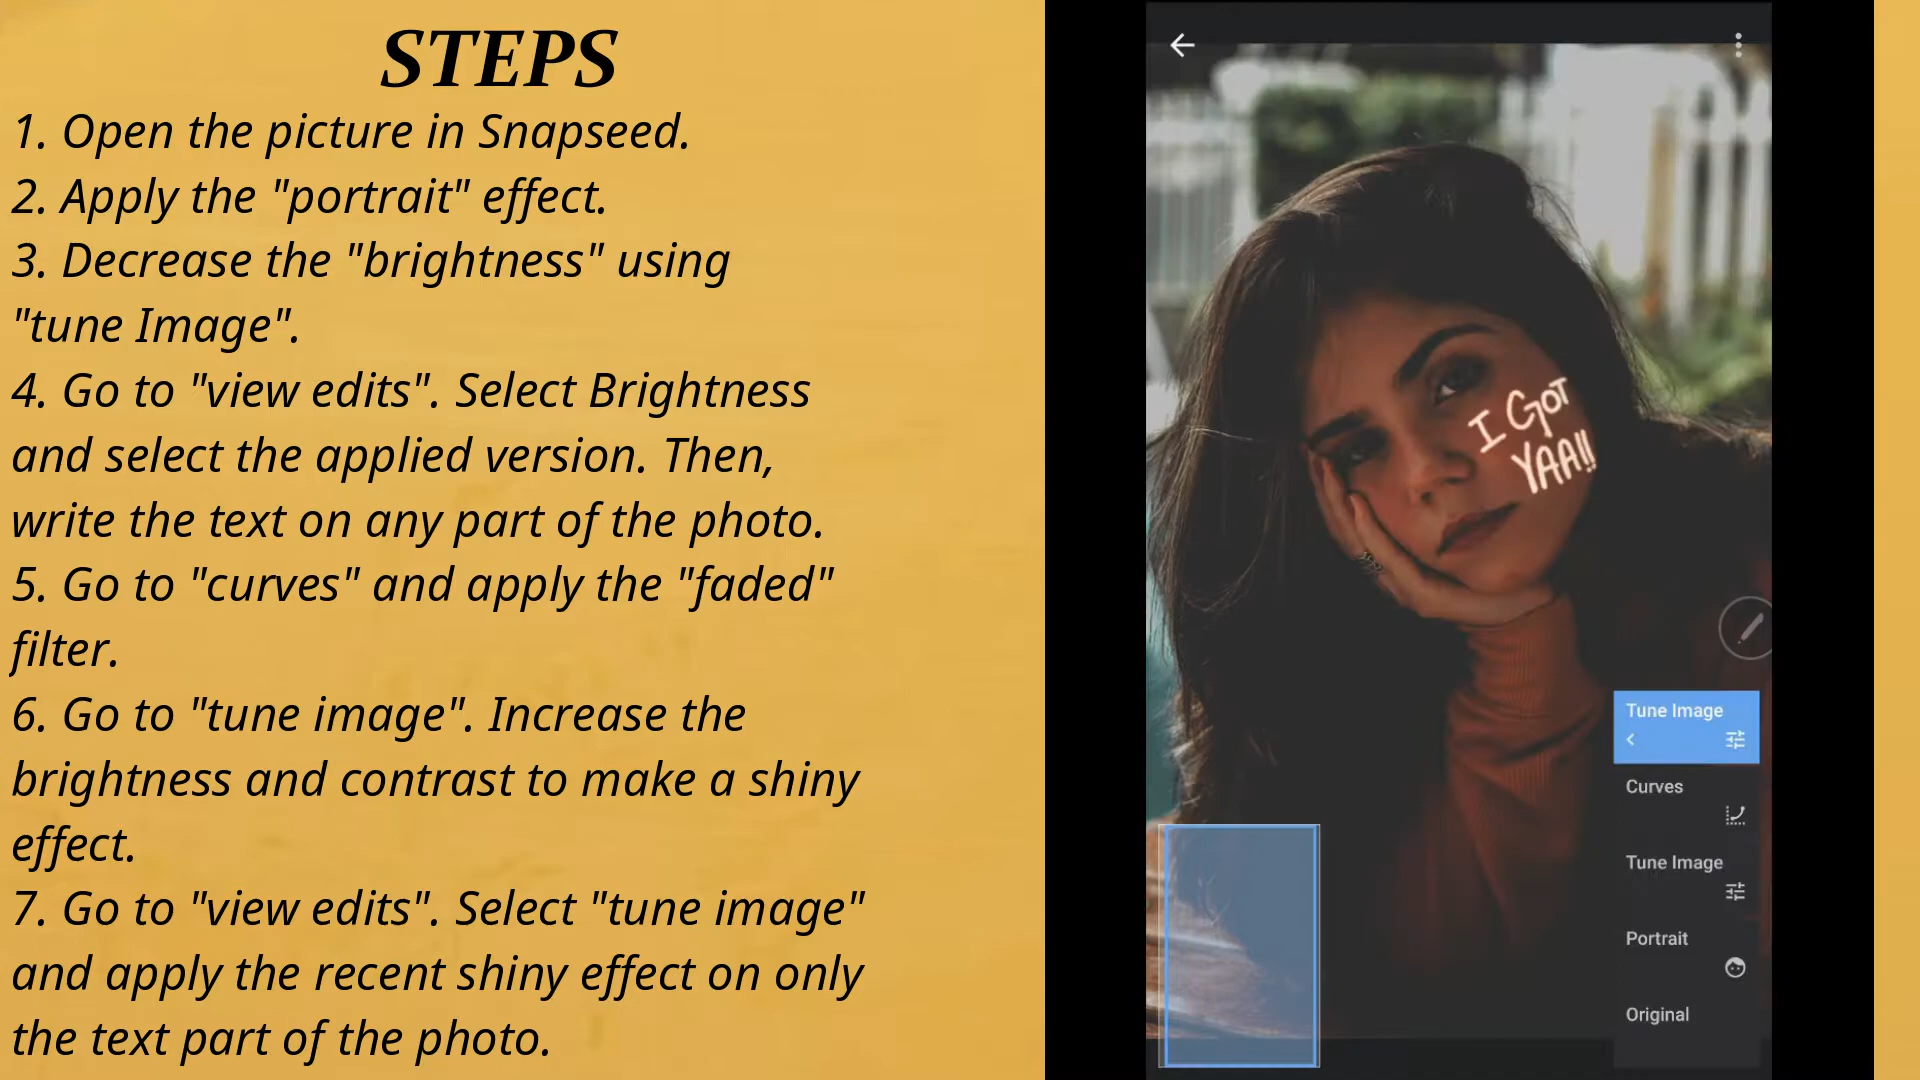 STEPS
1. Open the picture in Snapseed.
2. Apply the "portrait" effect.
3. Decrease the "brightness" using
"tune Image".
4. Go to "view edits". Select Brightness
and select the applied version. Then,
write the text on any part of the photo.
5. Go to "curves" and apply the "faded"
filter.
6. Go to "tune image". Increase the
brightness and contrast to make a shiny
effect.
7. Go to "view edits". Select "tune image"
and apply the recent shiny effect on only
the text part of the photo.
I GOT
YAA!!
Tune Image
Curves
Tune Image
Portrait
Original